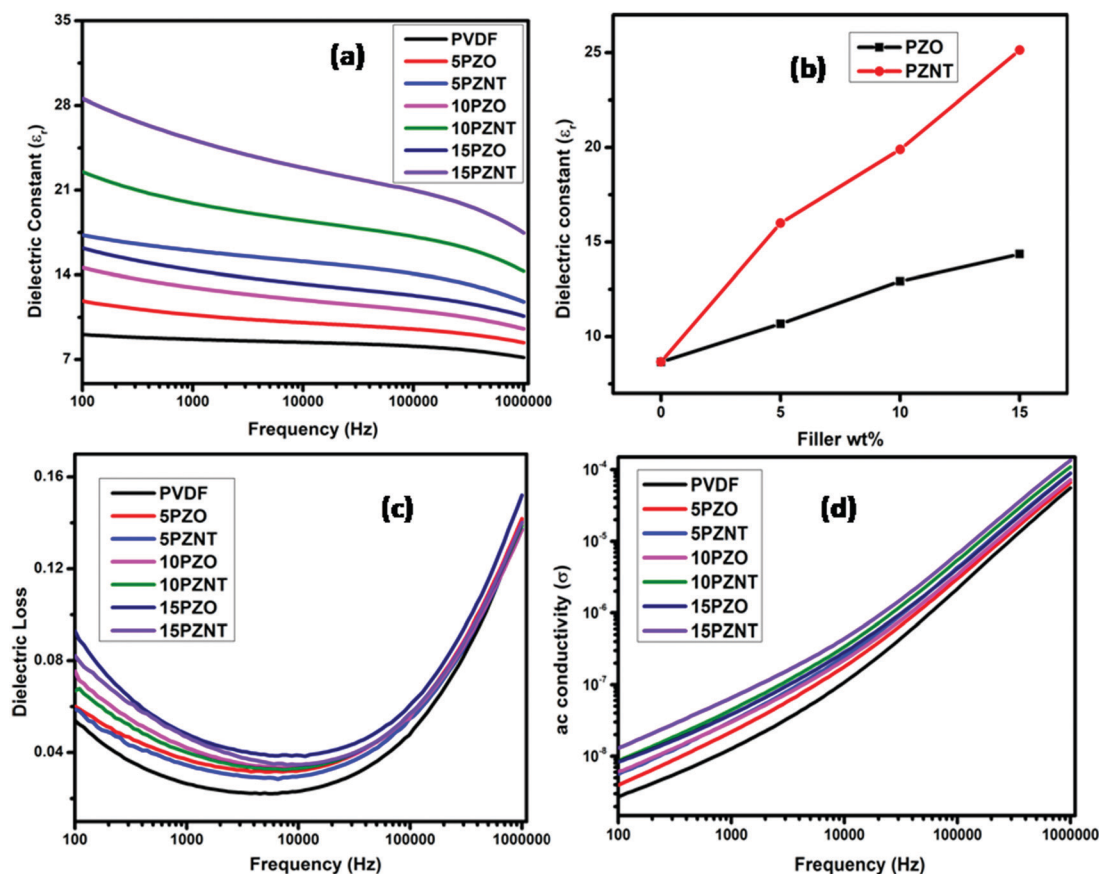 (a)
PVDF
5PZO
5PZNT
10PZO
10PZNT
15PZO
15PZNT
35
28
21
14
7
Dielectric Constant (εr)
100 1000 10000 100000 1000000
Frequency (Hz)
(b)
PZO
PZNT
25
20
15
10
Dielectric constant (εr)
0 5 10 15
Filler wt%
(c)
PVDF
5PZO
5PZNT
10PZO
10PZNT
15PZO
15PZNT
0.16
0.12
0.08
0.04
Dielectric Loss
100 1000 10000 100000 1000000
Frequency (Hz)
(d)
PVDF
5PZO
5PZNT
10PZO
10PZNT
15PZO
15PZNT
10⁻⁴
10⁻⁵
10⁻⁶
10⁻⁷
10⁻⁸
ac conductivity (σ)
100 1000 10000 100000 1000000
Frequency (Hz)